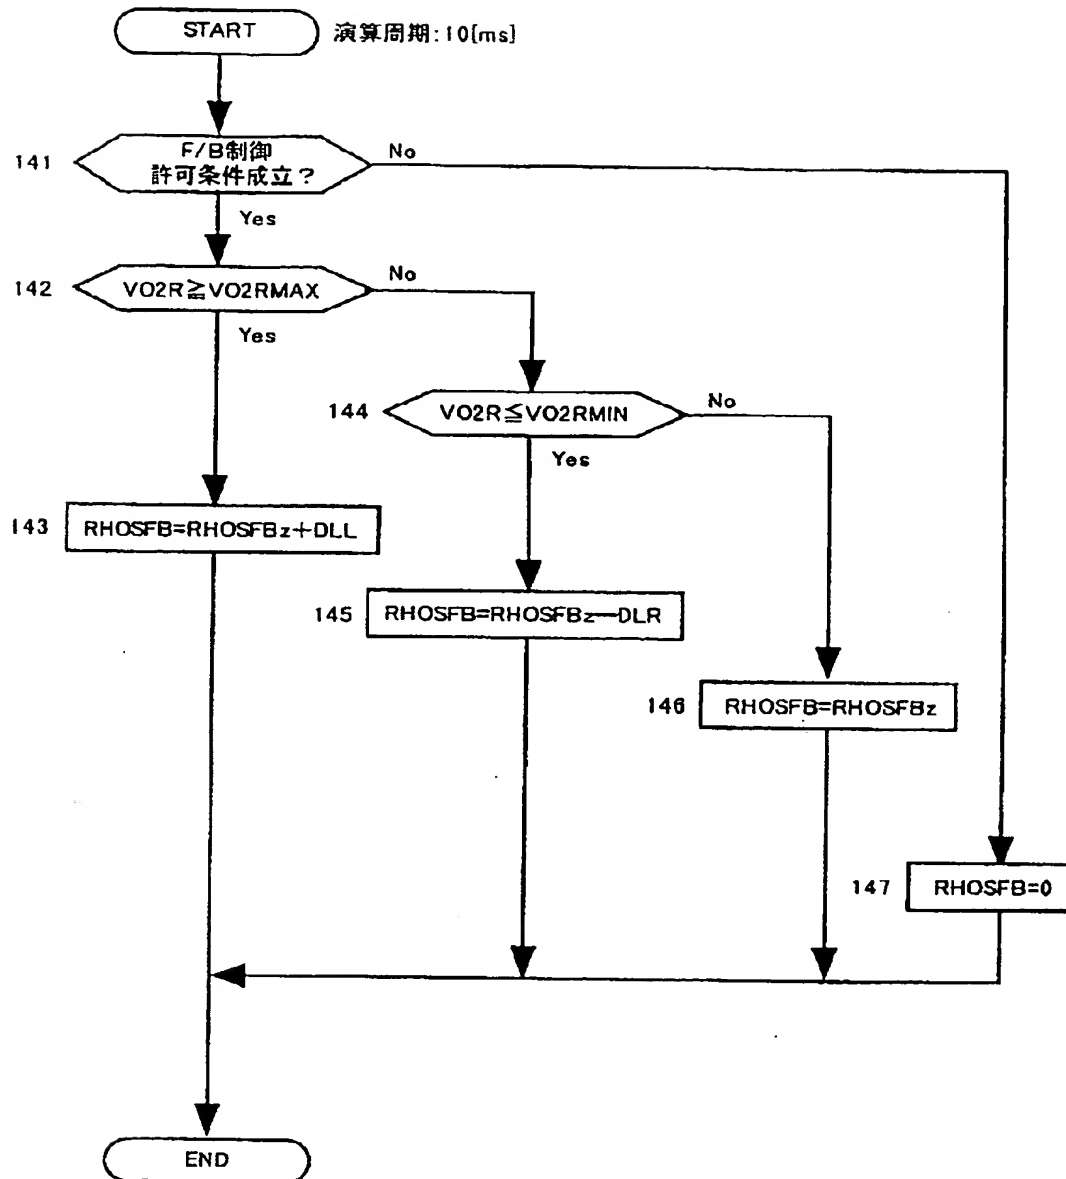 START
演算周期:10[ms]
141
F/B制御
許可条件成立?
No
Yes
142
VO2R≧VO2RMAX
No
Yes
144
VO2R≦VO2RMIN
No
Yes
143
RHOSFB=RHOSFBz+DLL
145
RHOSFB=RHOSFBz—DLR
146
RHOSFB=RHOSFBz
147
RHOSFB=0
END